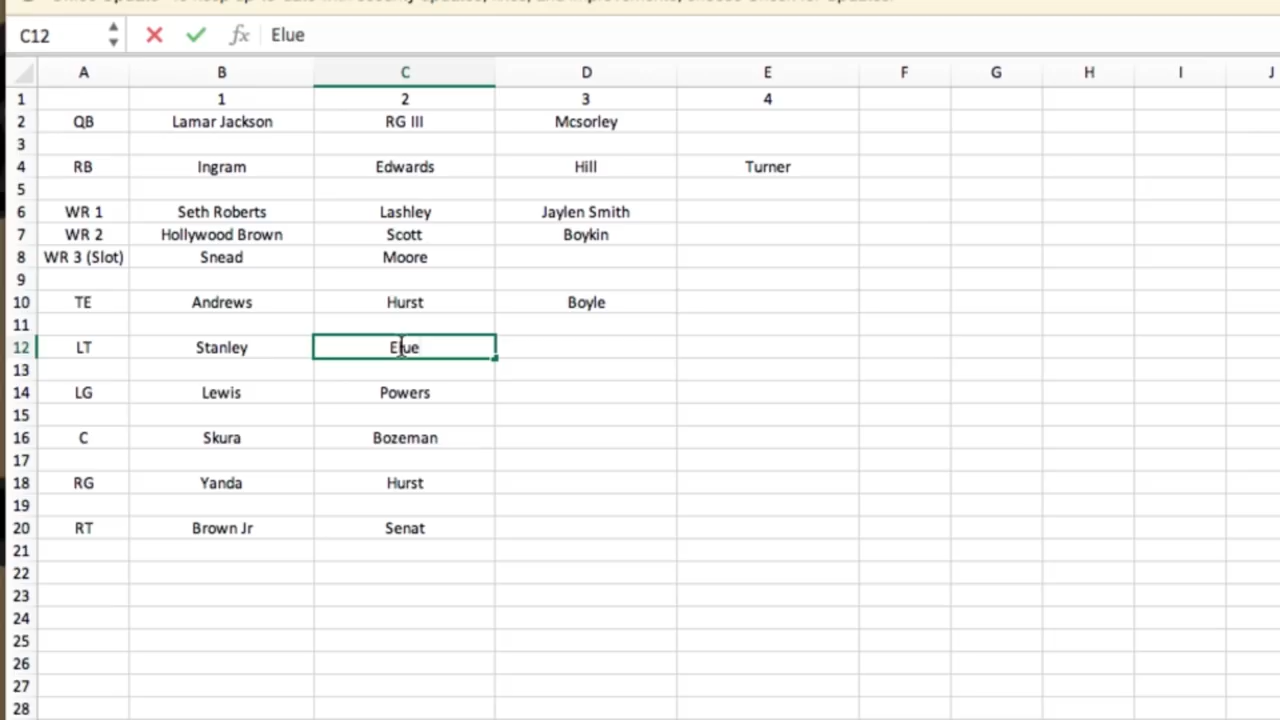 C12 fx Elue
A B C D E F G H I J
1 1 2 3 4
2 QB Lamar Jackson RG III Mcsorley
3
4 RB Ingram Edwards Hill Turner
5
6 WR 1 Seth Roberts Lashley Jaylen Smith
7 WR 2 Hollywood Brown Scott Boykin
8 WR 3 (Slot) Snead Moore
9
10 TE Andrews Hurst Boyle
11
12 LT Stanley Elue
13
14 LG Lewis Powers
15
16 C Skura Bozeman
17
18 RG Yanda Hurst
19
20 RT Brown Jr Senat
21
22
23
24
25
26
27
28